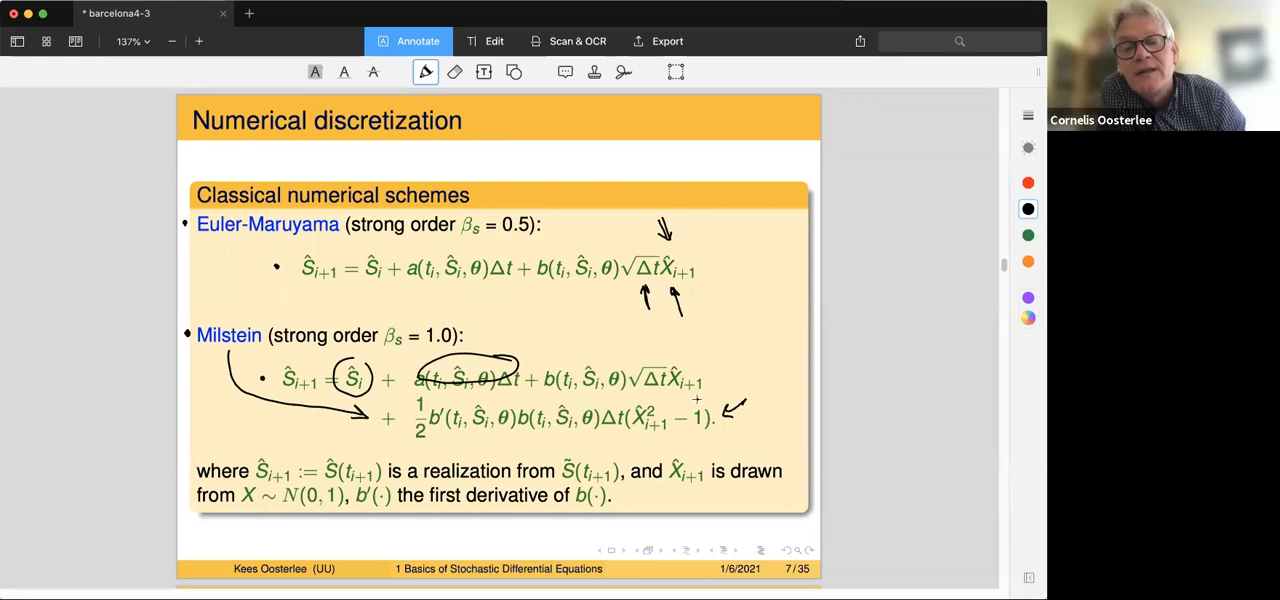 * barcelona4-3
137%
Annotate
Edit
Scan & OCR
Export
A A A
T
Cornelis Oosterlee
Numerical discretization
Classical numerical schemes
• Euler-Maruyama (strong order βₛ = 0.5):
• Ŝᵢ₊₁ = Ŝᵢ + a(tᵢ, Ŝᵢ, θ)Δt + b(tᵢ, Ŝᵢ, θ)√Δt X̂ᵢ₊₁
• Milstein (strong order βₛ = 1.0):
• Ŝᵢ₊₁ = Ŝᵢ + a(tᵢ, Ŝᵢ, θ)Δt + b(tᵢ, Ŝᵢ, θ)√Δt X̂ᵢ₊₁
+ 1/2 b′(tᵢ, Ŝᵢ, θ)b(tᵢ, Ŝᵢ, θ)Δt(X̂²ᵢ₊₁ − 1).
where Ŝᵢ₊₁ := Ŝ(tᵢ₊₁) is a realization from S̃(tᵢ₊₁), and X̂ᵢ₊₁ is drawn
from X ∼ N(0, 1), b′(·) the first derivative of b(·).
Kees Oosterlee (UU) 1 Basics of Stochastic Differential Equations 1/6/2021 7 / 35